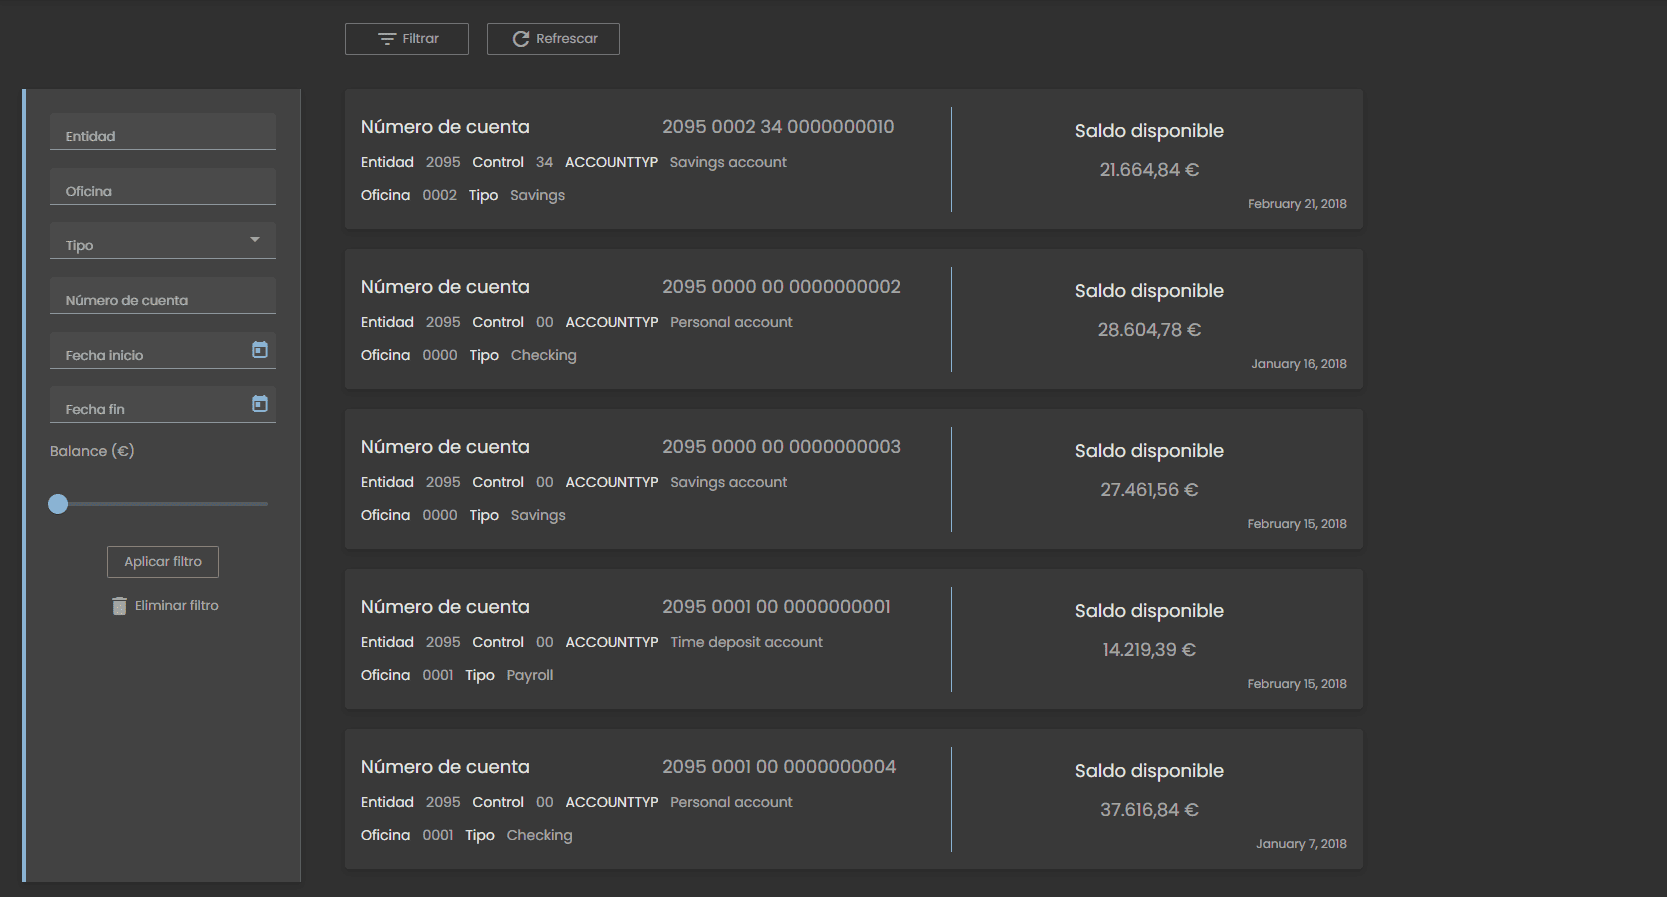 Filtrar Refrescar
Entidad
Oficina
Tipo
Número de cuenta
Fecha inicio
Fecha fin
Balance (€)
Aplicar filtro
Eliminar filtro
Número de cuenta 2095 0002 34 0000000010
Entidad 2095 Control 34 ACCOUNTTYP Savings account
Oficina 0002 Tipo Savings
Saldo disponible
21.664,84 €
February 21, 2018
Número de cuenta 2095 0000 00 0000000002
Entidad 2095 Control 00 ACCOUNTTYP Personal account
Oficina 0000 Tipo Checking
Saldo disponible
28.604,78 €
January 16, 2018
Número de cuenta 2095 0000 00 0000000003
Entidad 2095 Control 00 ACCOUNTTYP Savings account
Oficina 0000 Tipo Savings
Saldo disponible
27.461,56 €
February 15, 2018
Número de cuenta 2095 0001 00 0000000001
Entidad 2095 Control 00 ACCOUNTTYP Time deposit account
Oficina 0001 Tipo Payroll
Saldo disponible
14.219,39 €
February 15, 2018
Número de cuenta 2095 0001 00 0000000004
Entidad 2095 Control 00 ACCOUNTTYP Personal account
Oficina 0001 Tipo Checking
Saldo disponible
37.616,84 €
January 7, 2018